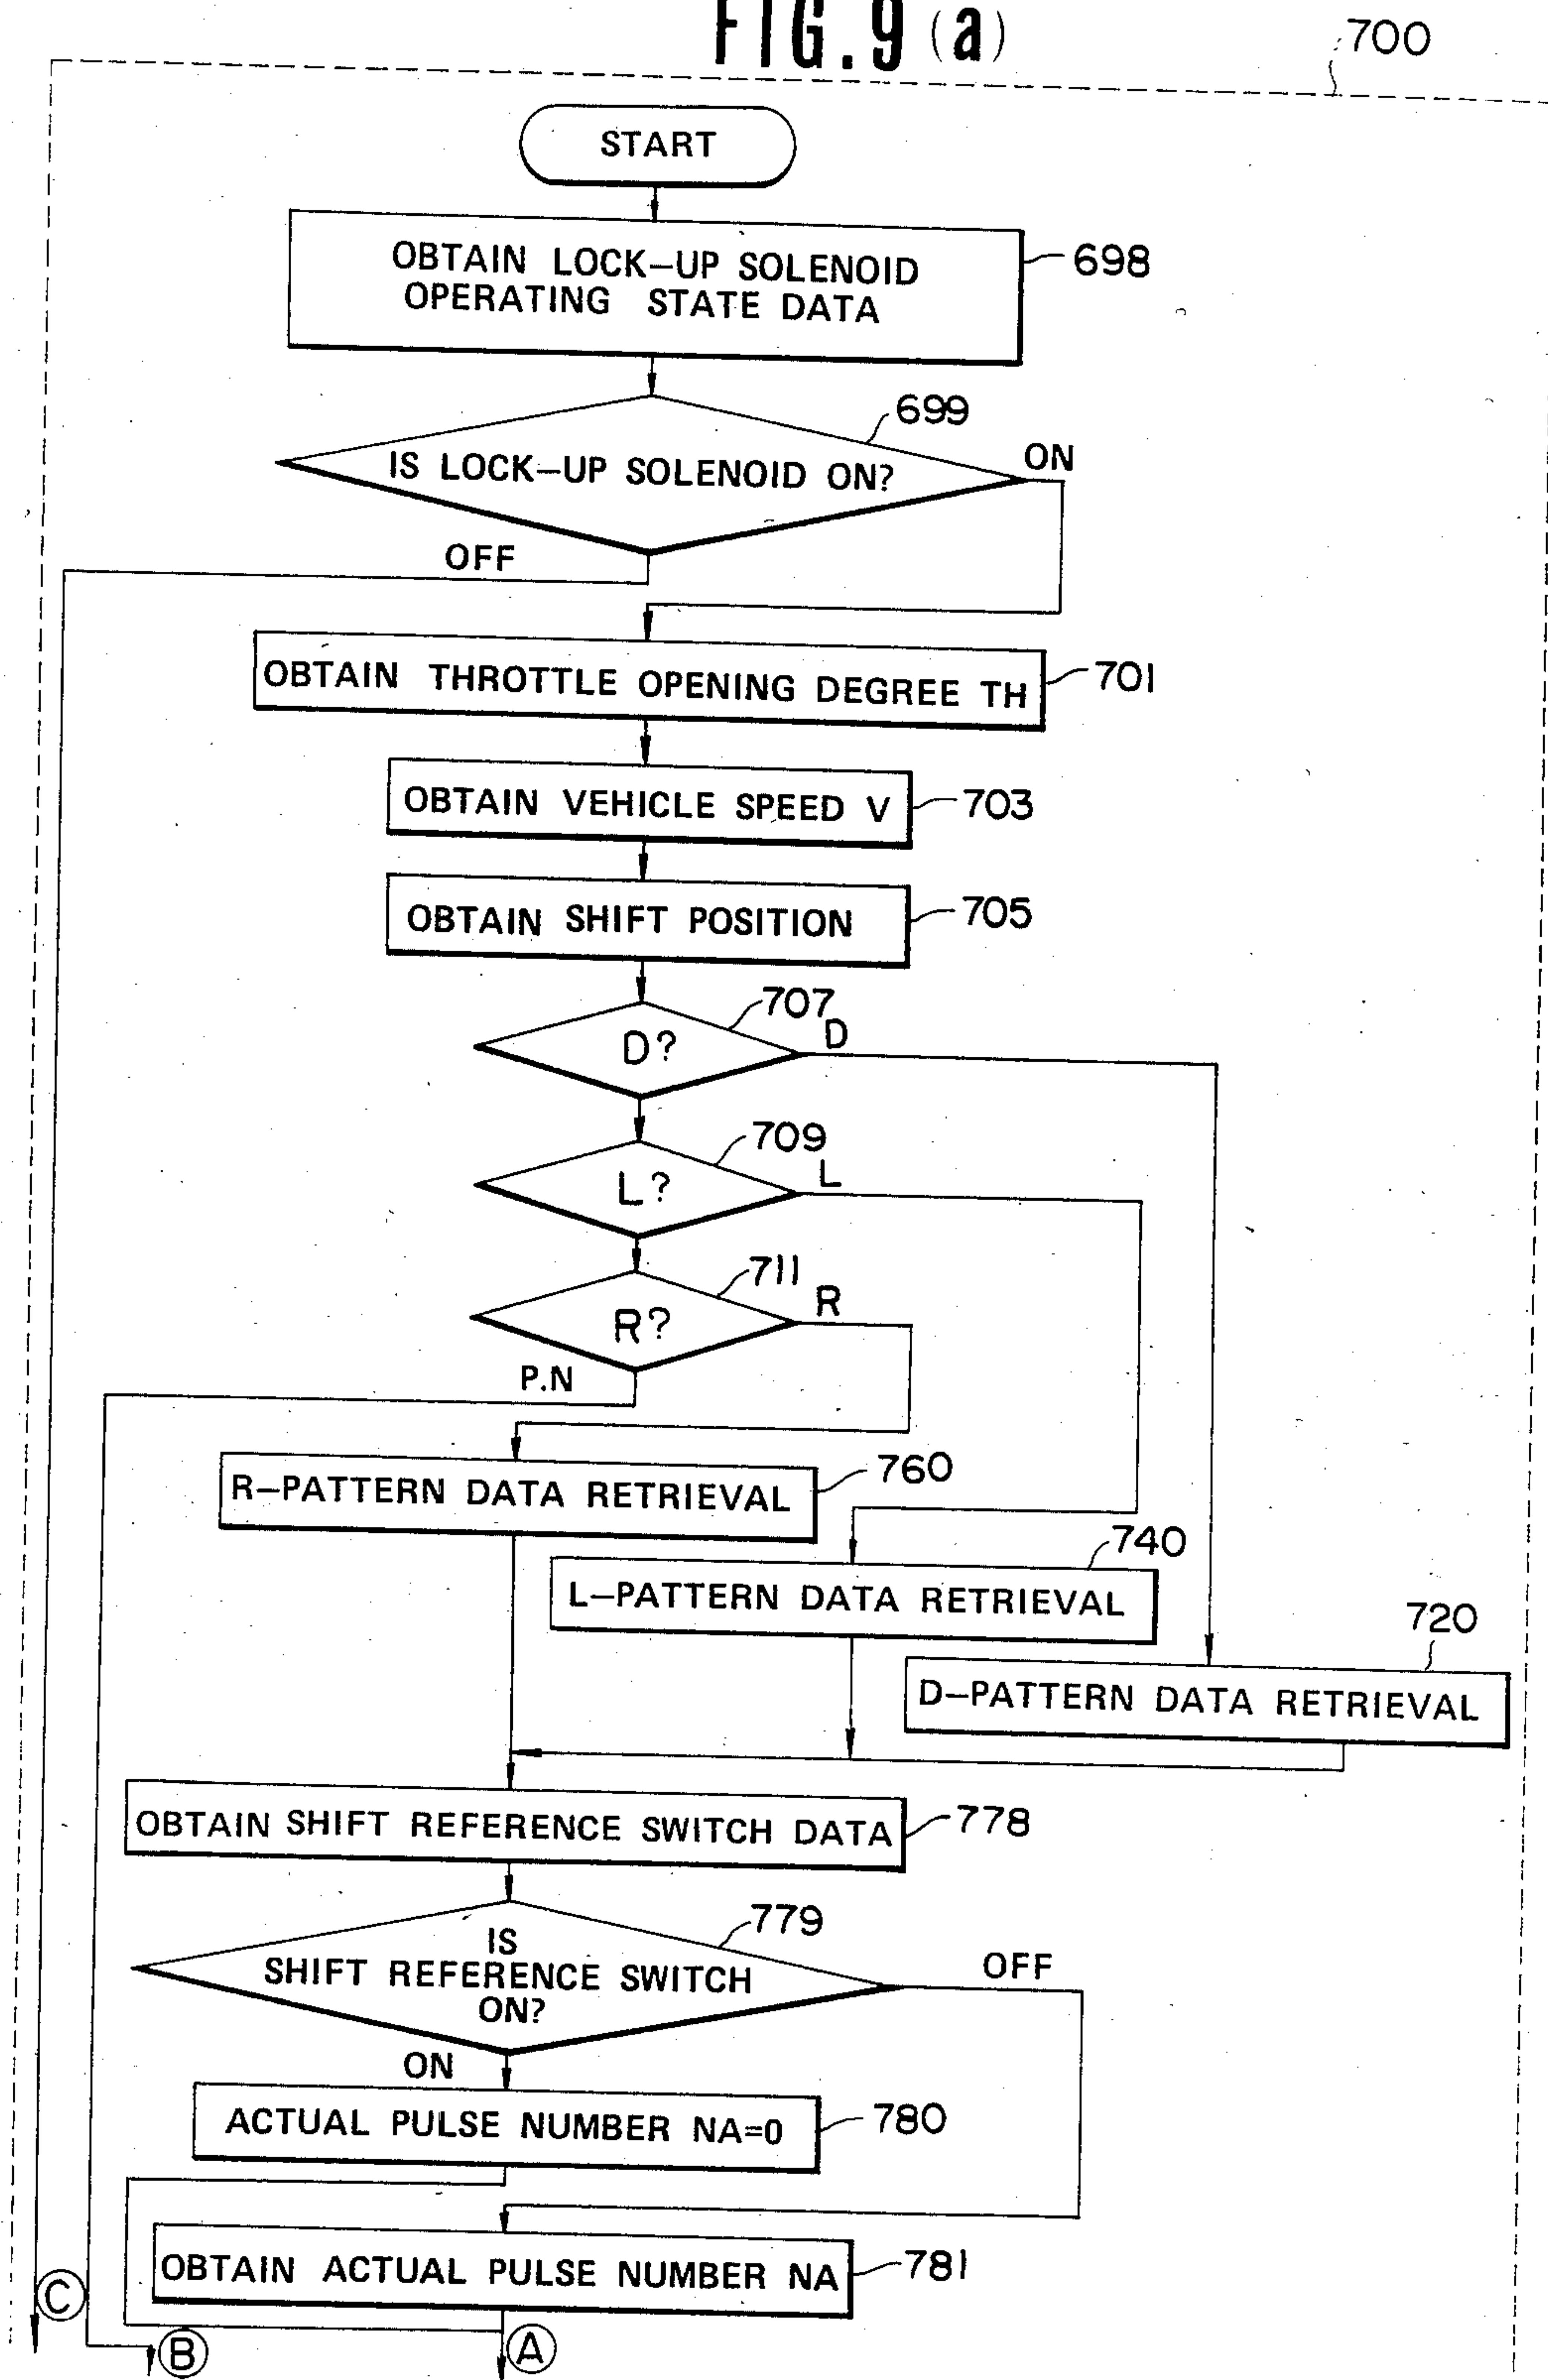 FIG. 9 (a)
700
START
OBTAIN LOCK-UP SOLENOID
OPERATING STATE DATA
698
699
IS LOCK-UP SOLENOID ON?
ON
OFF
OBTAIN THROTTLE OPENING DEGREE TH
701
OBTAIN VEHICLE SPEED V
703
OBTAIN SHIFT POSITION
705
707
D?
D
709
L?
L
711
R?
R
P.N
R-PATTERN DATA RETRIEVAL
760
740
L-PATTERN DATA RETRIEVAL
720
D-PATTERN DATA RETRIEVAL
OBTAIN SHIFT REFERENCE SWITCH DATA
778
779
IS
SHIFT REFERENCE SWITCH
ON?
OFF
ON
ACTUAL PULSE NUMBER NA=0
780
OBTAIN ACTUAL PULSE NUMBER NA
781
C
B
A